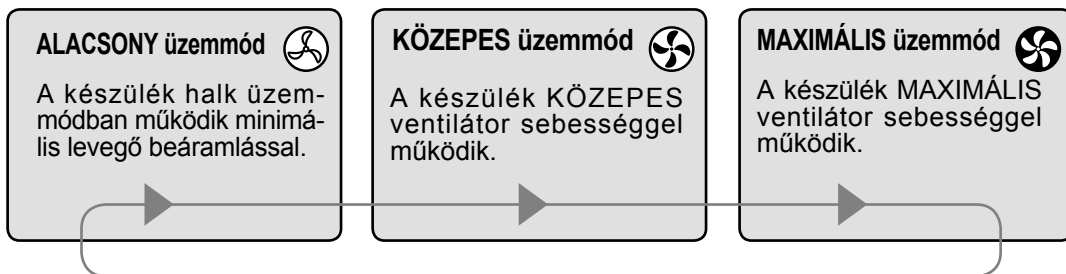 ALACSONY üzemmód
A készülék halk üzem-
módban működik minimá-
lis levegő beáramlással.
KÖZEPES üzemmód
A készülék KÖZEPES
ventilátor sebességgel
működik.
MAXIMÁLIS üzemmód
A készülék MAXIMÁLIS
ventilátor sebességgel
működik.